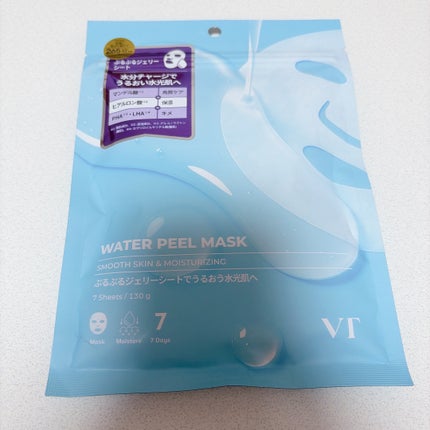 ぷるぷるジェリー
シート
水分チャージで
うるおい水光肌へ
マンデル酸 角質ケア
ヒアルロン酸 保湿
PHA・LHA キメ
WATER PEEL MASK
SMOOTH SKIN & MOISTURIZING
ぷるぷるジェリーシートでうるおう水光肌へ
7 Sheets / 130 g
7
Mask Moisture 7 Days
VT